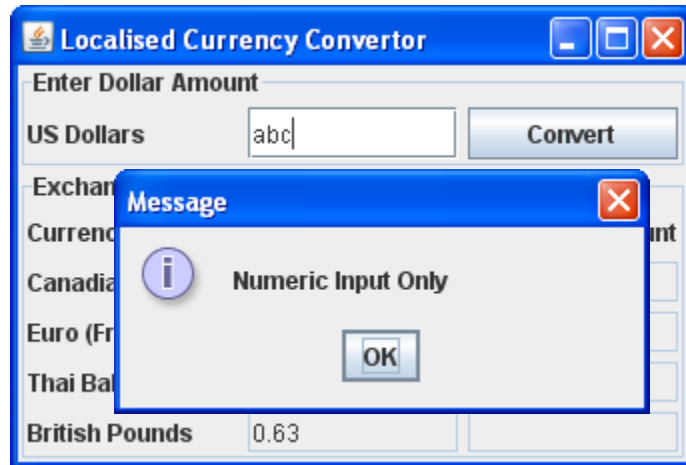 Localised Currency Convertor
Enter Dollar Amount
US Dollars abc Convert
Message
Numeric Input Only
OK
British Pounds 0.63